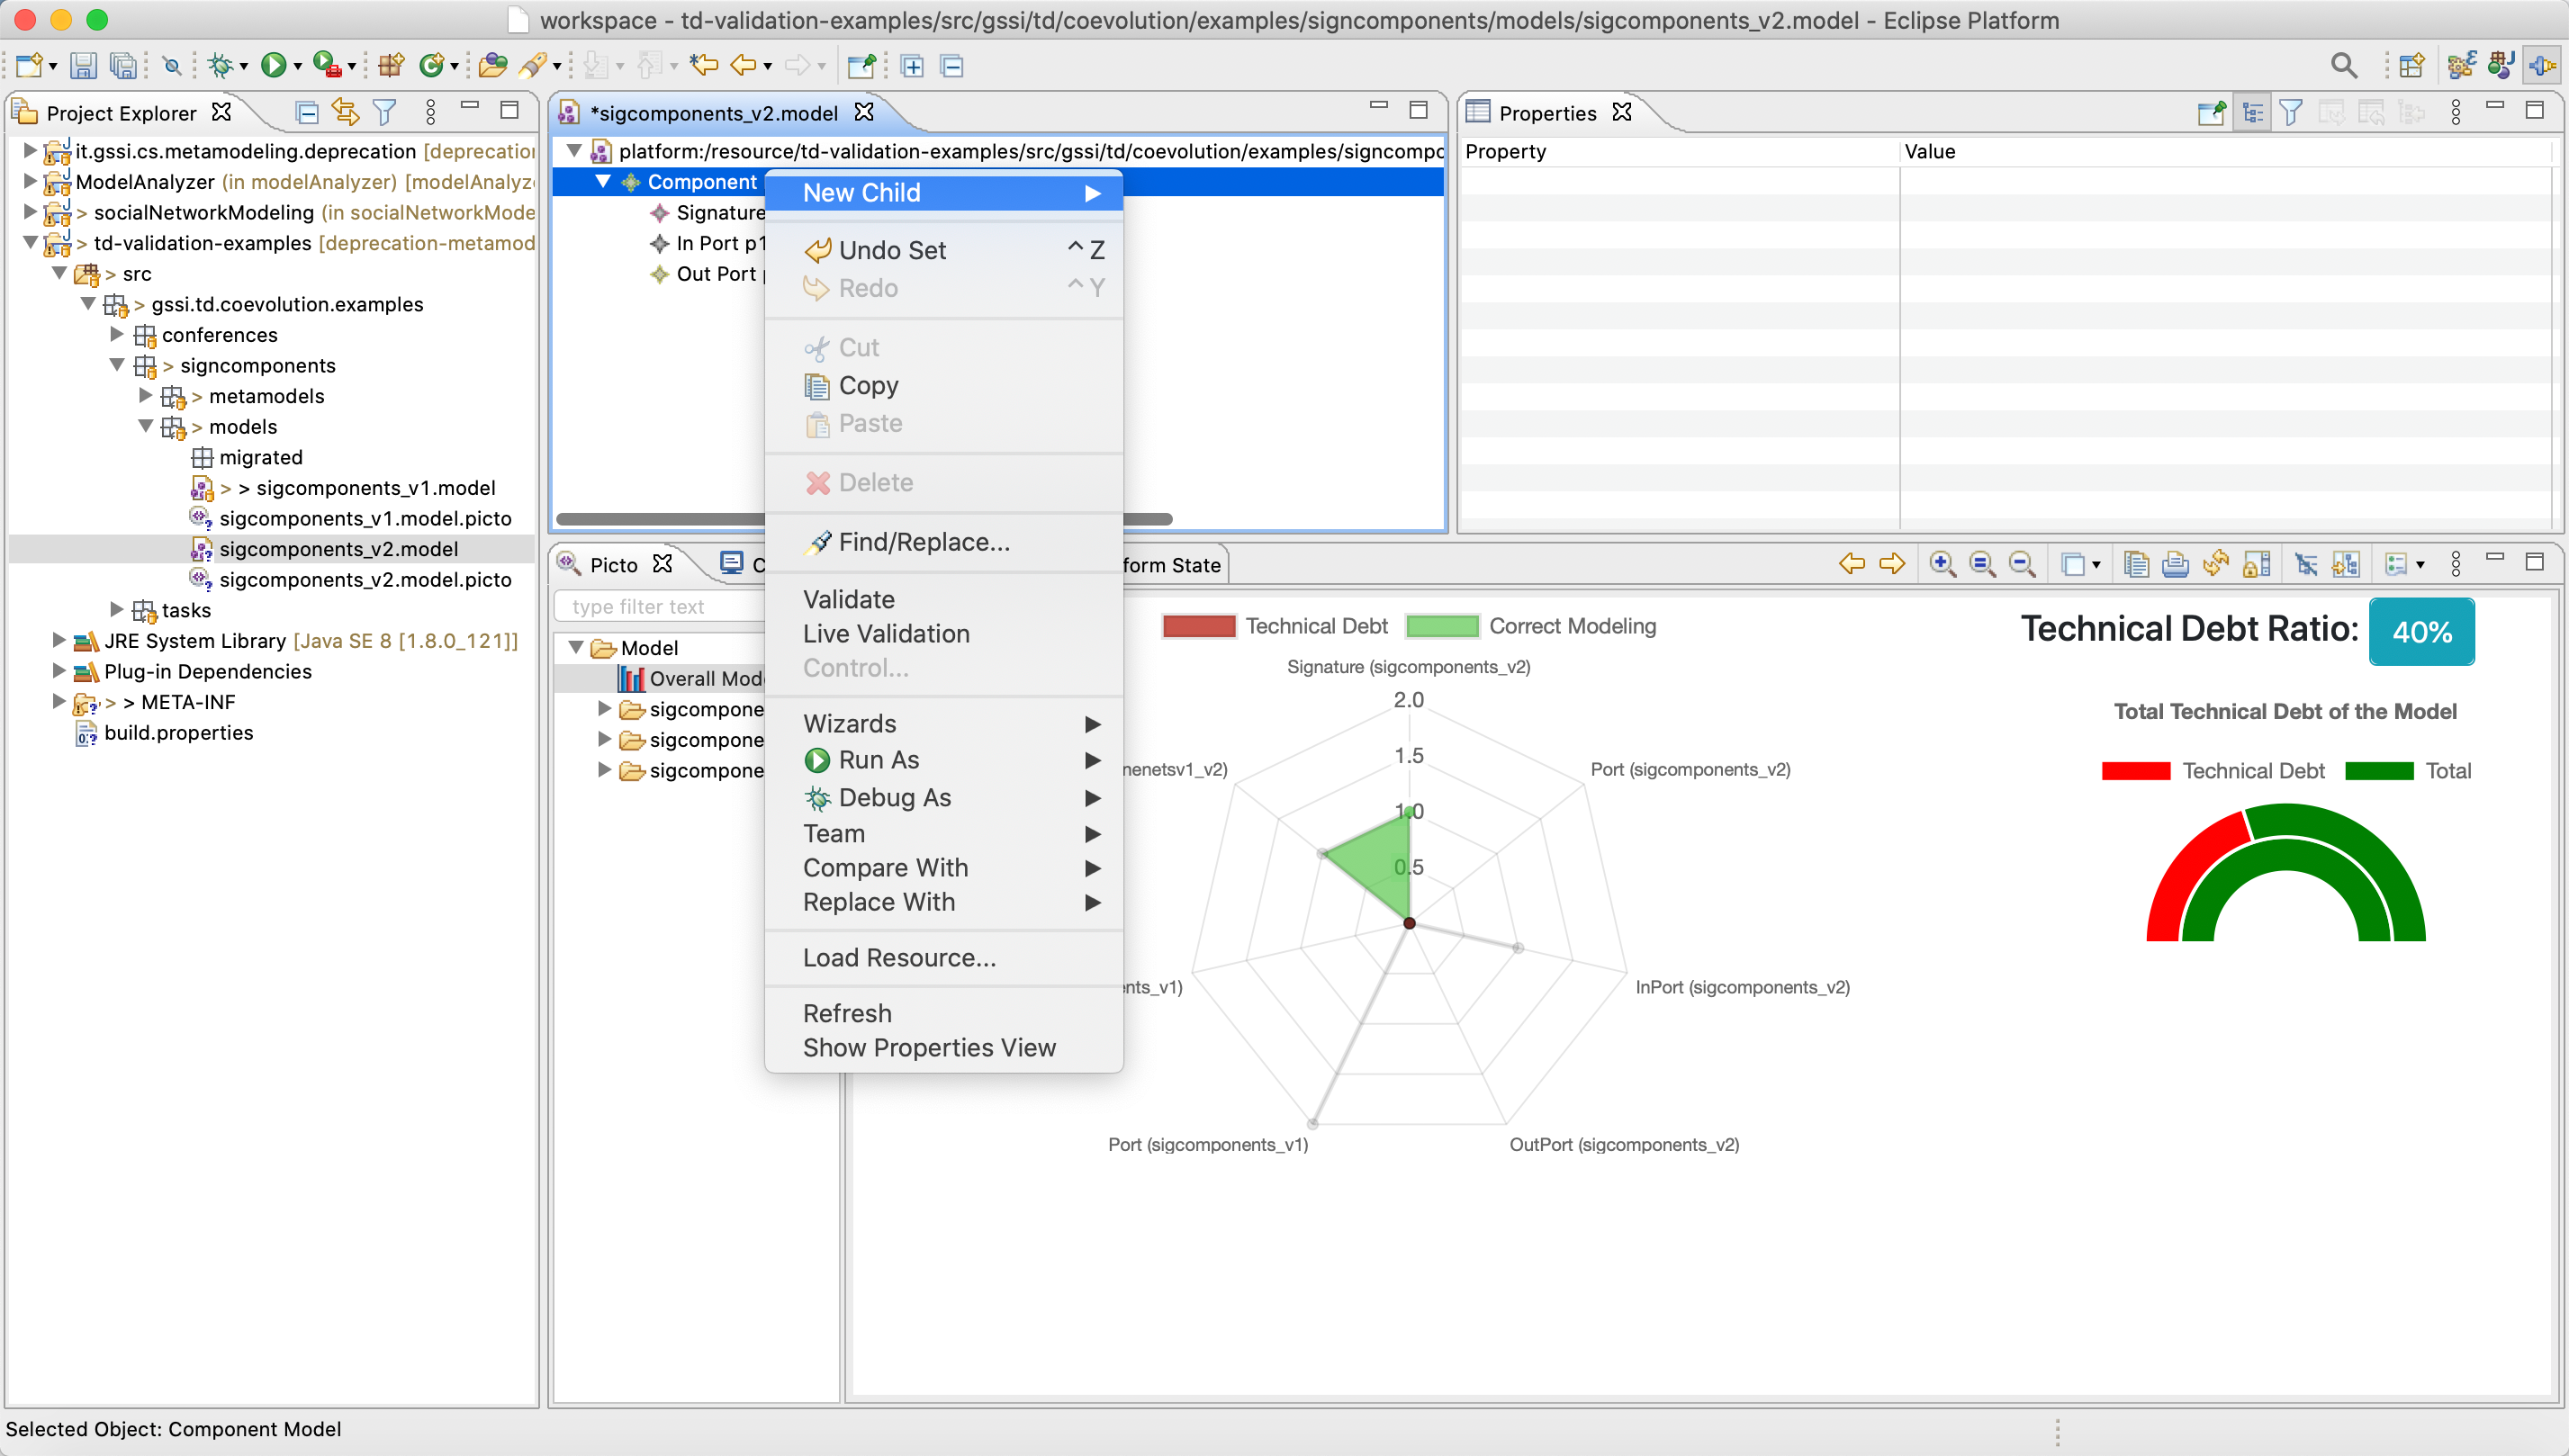 workspace - td-validation-examples/src/gssi/td/coevolution/examples/signcomponents/models/sigcomponents_v2.model - Eclipse Platform
Project Explorer
it.gssi.cs.metamodeling.deprecation [deprecation
ModelAnalyzer (in modelAnalyzer) [modelAnalyz
> socialNetworkModeling (in socialNetworkMode
> td-validation-examples [deprecation-metamod
> src
> gssi.td.coevolution.examples
conferences
> signcomponents
> metamodels
> models
migrated
> > sigcomponents_v1.model
sigcomponents_v1.model.picto
sigcomponents_v2.model
sigcomponents_v2.model.picto
tasks
JRE System Library [Java SE 8 [1.8.0_121]]
Plug-in Dependencies
> > META-INF
build.properties
*sigcomponents_v2.model
platform:/resource/td-validation-examples/src/gssi/td/coevolution/examples/signcompo
Component
Signature
In Port p1
Out Port
New Child
Undo Set ^ Z
Redo ^ Y
Cut
Copy
Paste
Delete
Find/Replace...
Validate
Live Validation
Control...
Wizards
Run As
Debug As
Team
Compare With
Replace With
Load Resource...
Refresh
Show Properties View
Properties
Property Value
Picto
C
form State
type filter text
Model
Overall Mode
sigcompone
sigcompone
sigcompone
Technical Debt Correct Modeling
Signature (sigcomponents_v2)
2.0
1.5
1.0
0.5
nenetsv1_v2)
Port (sigcomponents_v2)
nts_v1)
InPort (sigcomponents_v2)
Port (sigcomponents_v1)
OutPort (sigcomponents_v2)
Technical Debt Ratio: 40%
Total Technical Debt of the Model
Technical Debt Total
Selected Object: Component Model